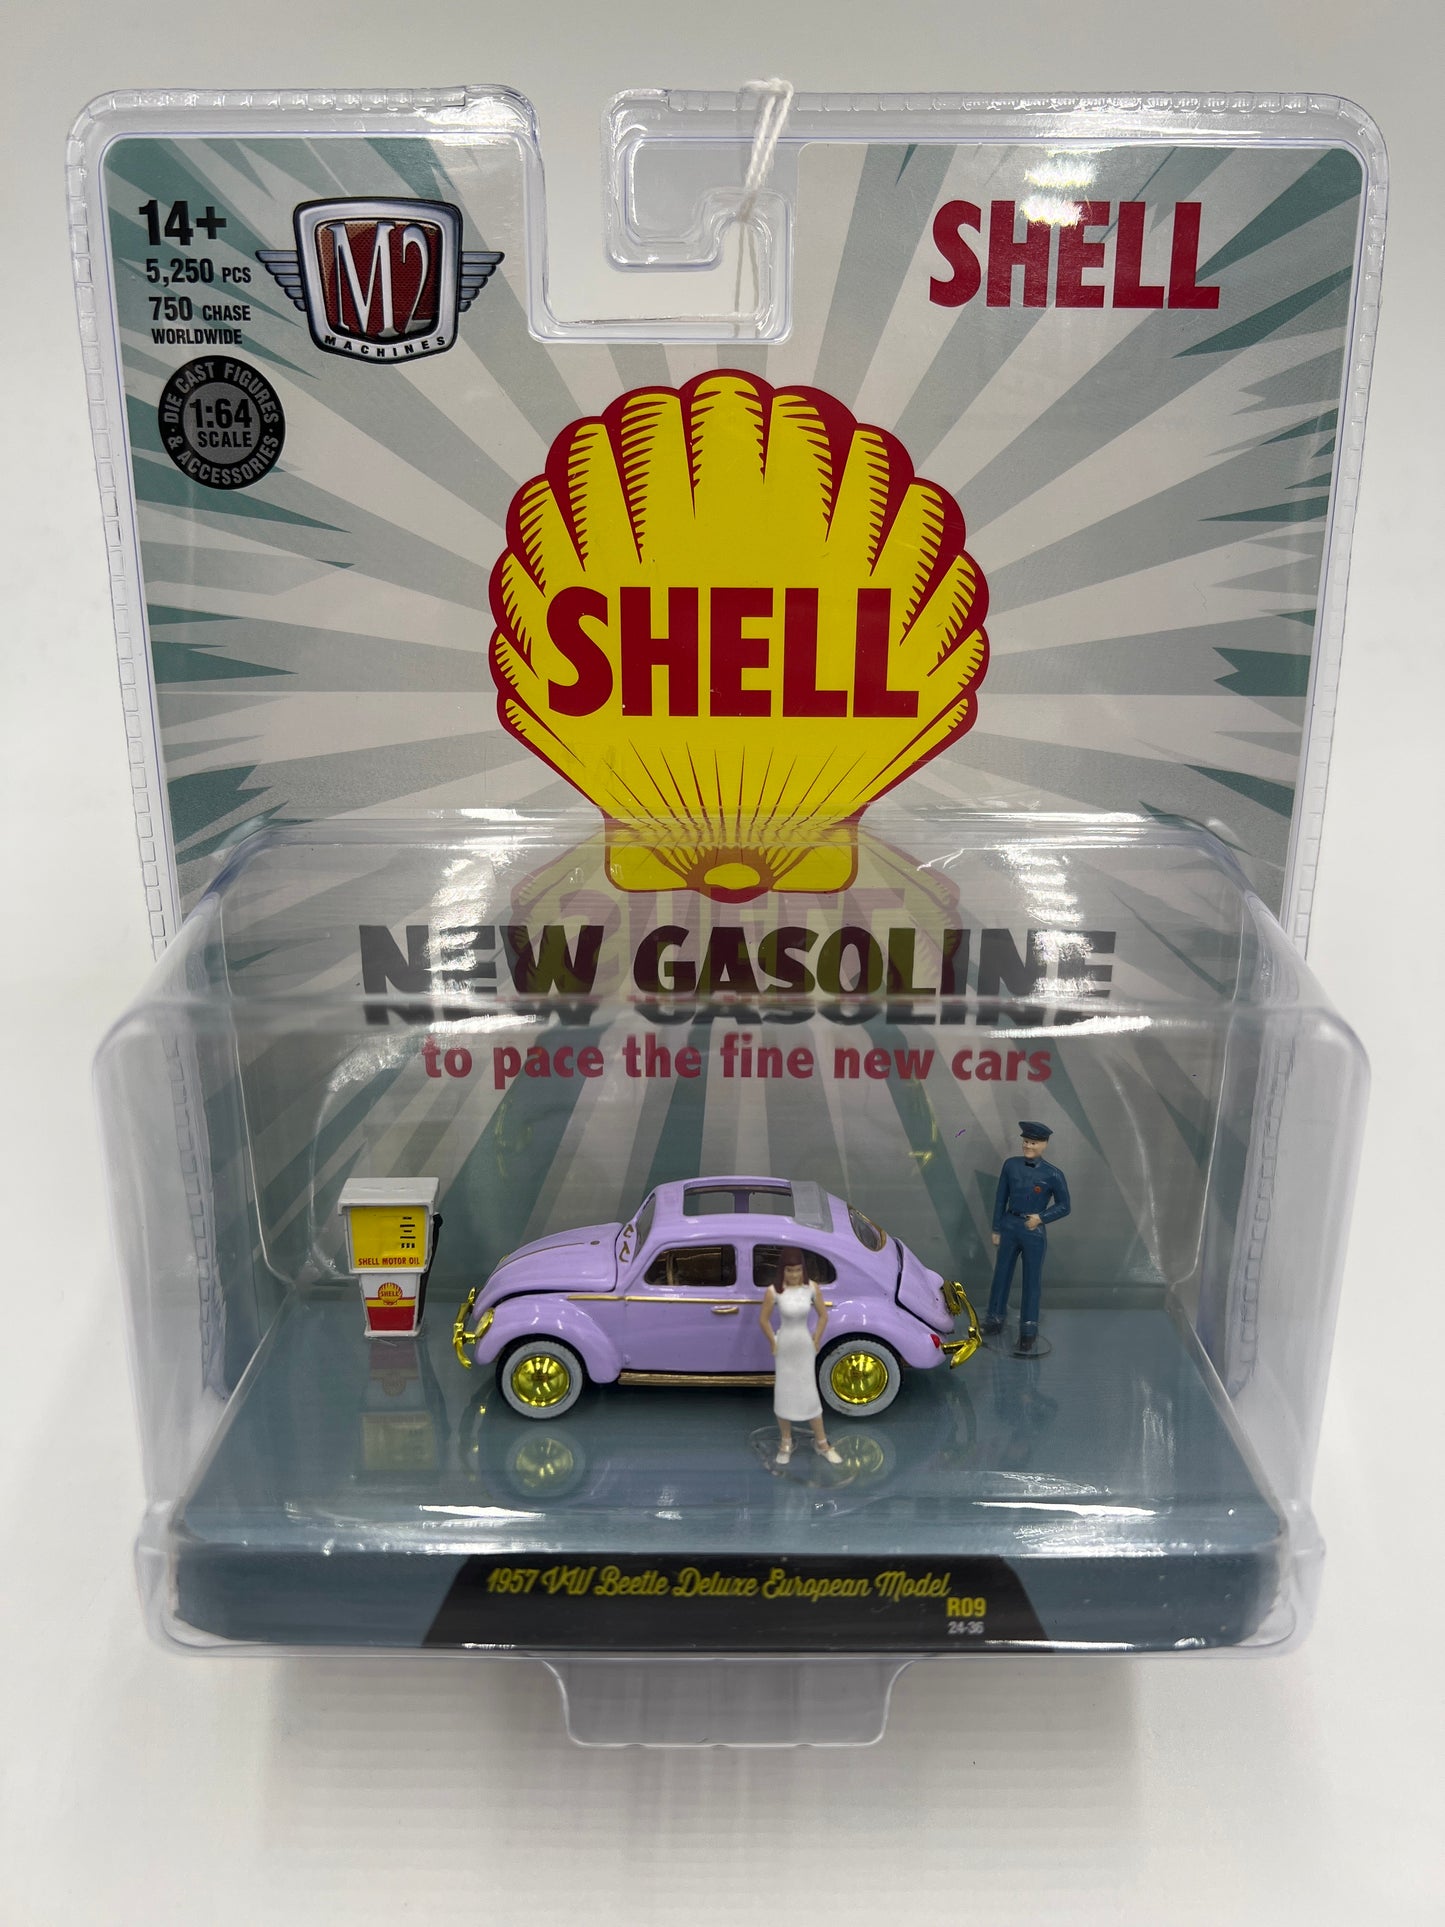 14+
5,250 PCS
750 CHASE
WORLDWIDE
M2
MACHINES
DIE CAST FIGURES
& ACCESSORIES
1:64
SCALE
SHELL
SHELL
NEW GASOLINE
to pace the fine new cars
SHELL MOTOR OIL
SHELL
1957 VW Beetle Deluxe European Model
R09
24-36